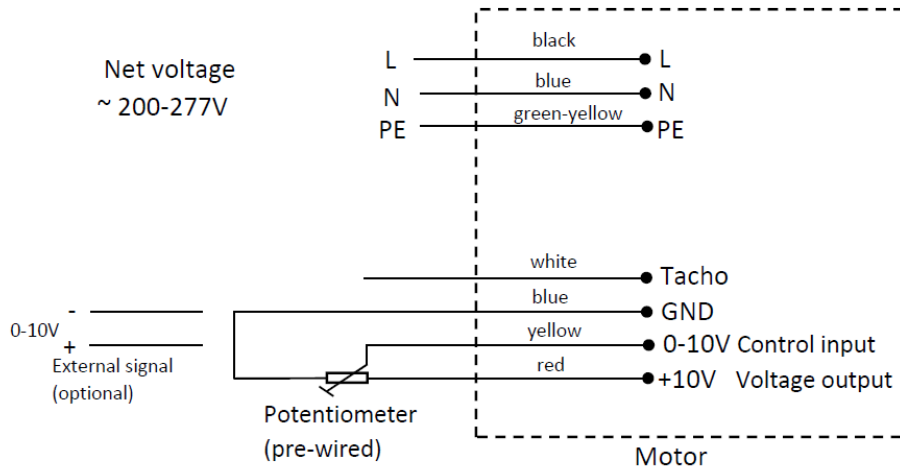 Net voltage
~ 200-277V
L black L
N blue N
PE green-yellow PE
white Tacho
- blue GND
0-10V
+ yellow 0-10V Control input
External signal
(optional)
red +10V Voltage output
Potentiometer
(pre-wired)
Motor